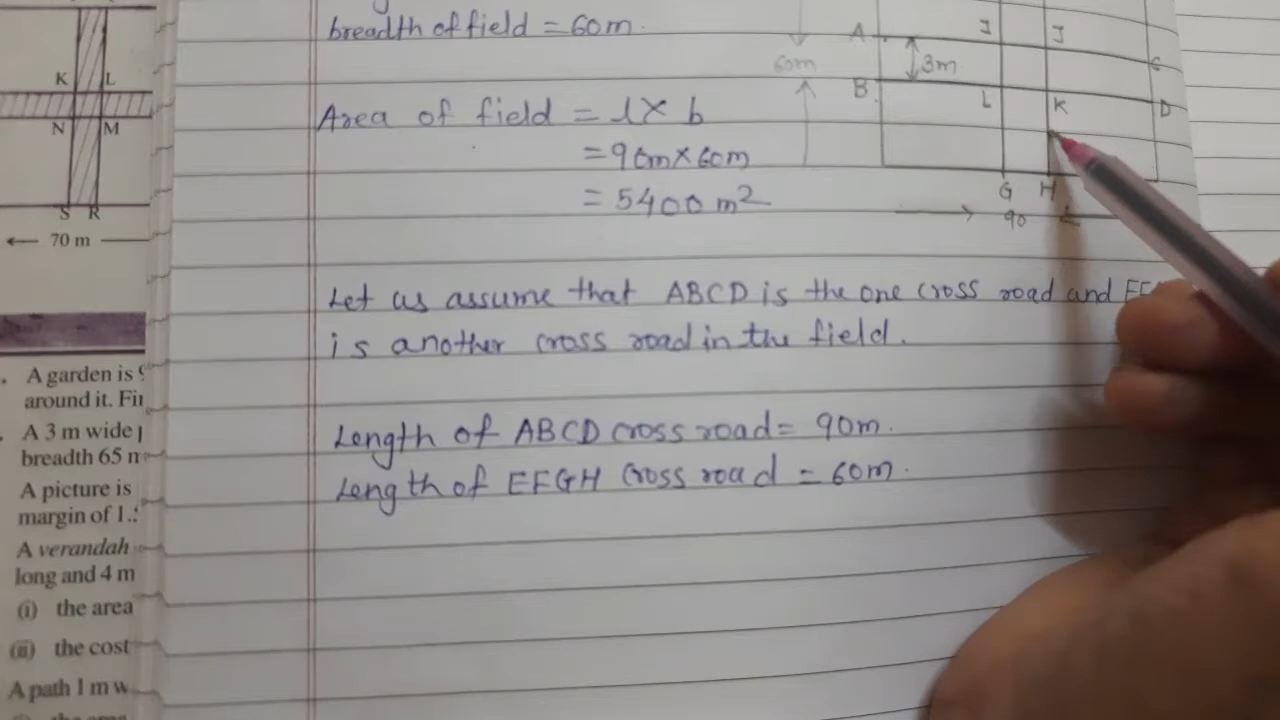 breadth of field = 60m.
Area of field = l × b
= 90m × 60m
= 5400 m²
Let us assume that ABCD is the one cross road and
is another cross road in the field.
Length of ABCD cross road = 90m.
Length of EFGH cross road = 60m.
A
I
J
60m
3m
C
B
L
K
D
G H
90
K L
N M
S R
← 70 m
A garden is
around it.
A 3 m wide
breadth 65
A picture is
margin of
A verandah
long and 4 m
(i) the area
(ii) the cost
A path 1 m